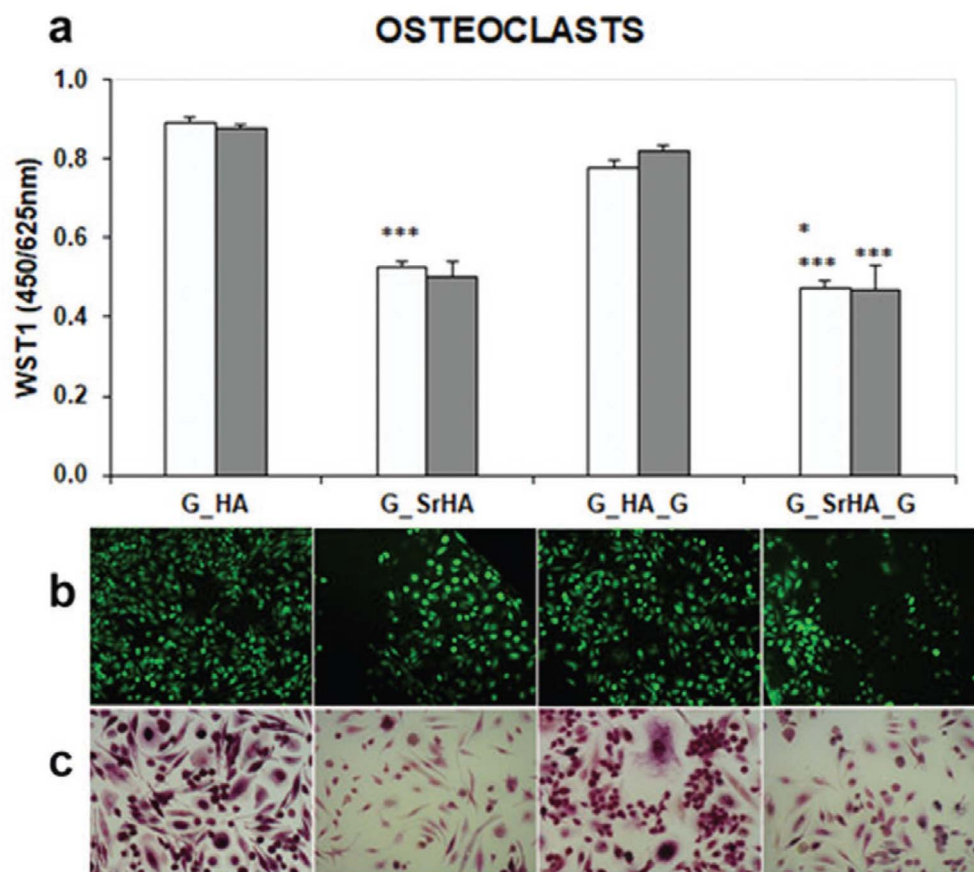 a OSTEOCLASTS
1.0
0.8
0.6
0.4
0.2
0.0
WST1 (450/625nm)
***
*
***
***
G_HA G_SrHA G_HA_G G_SrHA_G
b
c